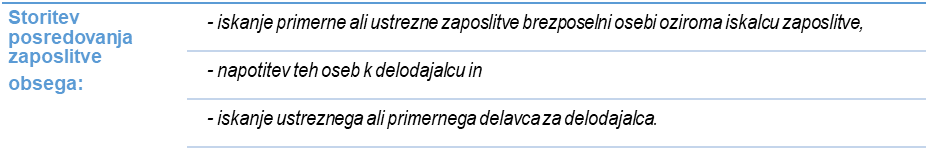 Storitev
posredovanja
zaposlitve
obsega:
- iskanje primerne ali ustrezne zaposlitve brezposelni osebi oziroma iskalcu zaposlitve,
- napotitev teh oseb k delodajalcu in
- iskanje ustreznega ali primernega delavca za delodajalca.